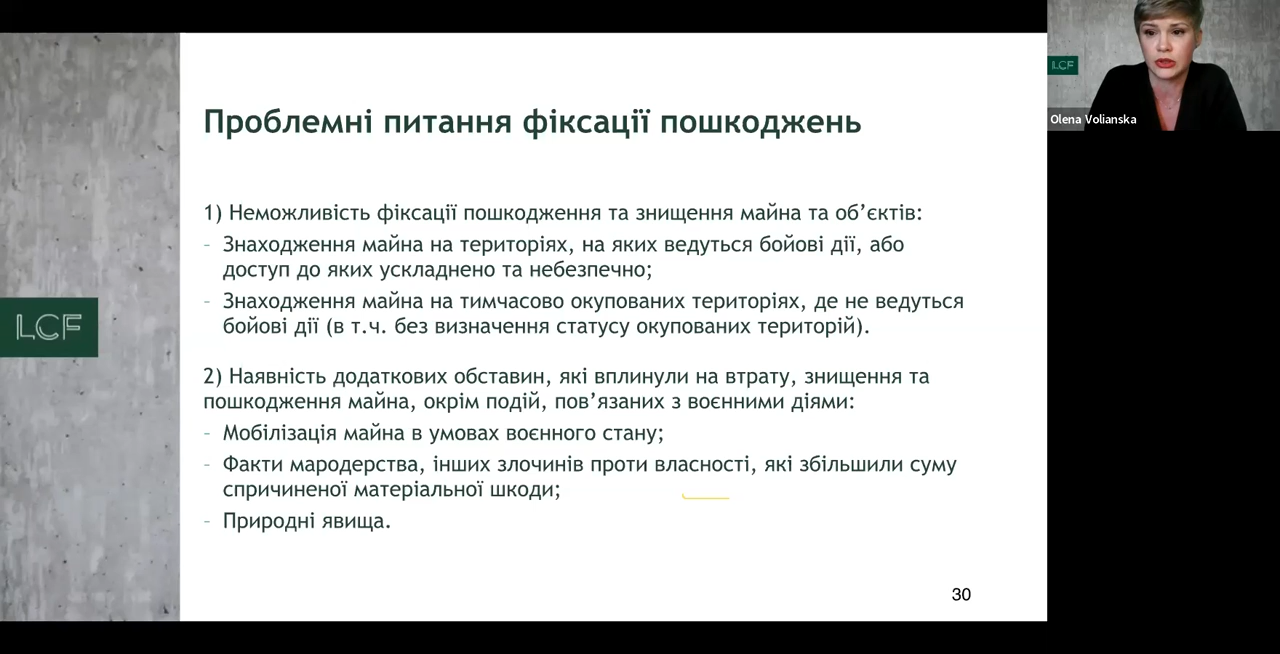 Проблемні питання фіксації пошкоджень
1) Неможливість фіксації пошкодження та знищення майна та об’єктів:
- Знаходження майна на територіях, на яких ведуться бойові дії, або
доступ до яких ускладнено та небезпечно;
- Знаходження майна на тимчасово окупованих територіях, де не ведуться
бойові дії (в т.ч. без визначення статусу окупованих територій).
2) Наявність додаткових обставин, які вплинули на втрату, знищення та
пошкодження майна, окрім подій, пов’язаних з воєнними діями:
- Мобілізація майна в умовах воєнного стану;
- Факти мародерства, інших злочинів проти власності, які збільшили суму
спричиненої матеріальної шкоди;
- Природні явища.
30
LCF
LCF
Olena Volianska